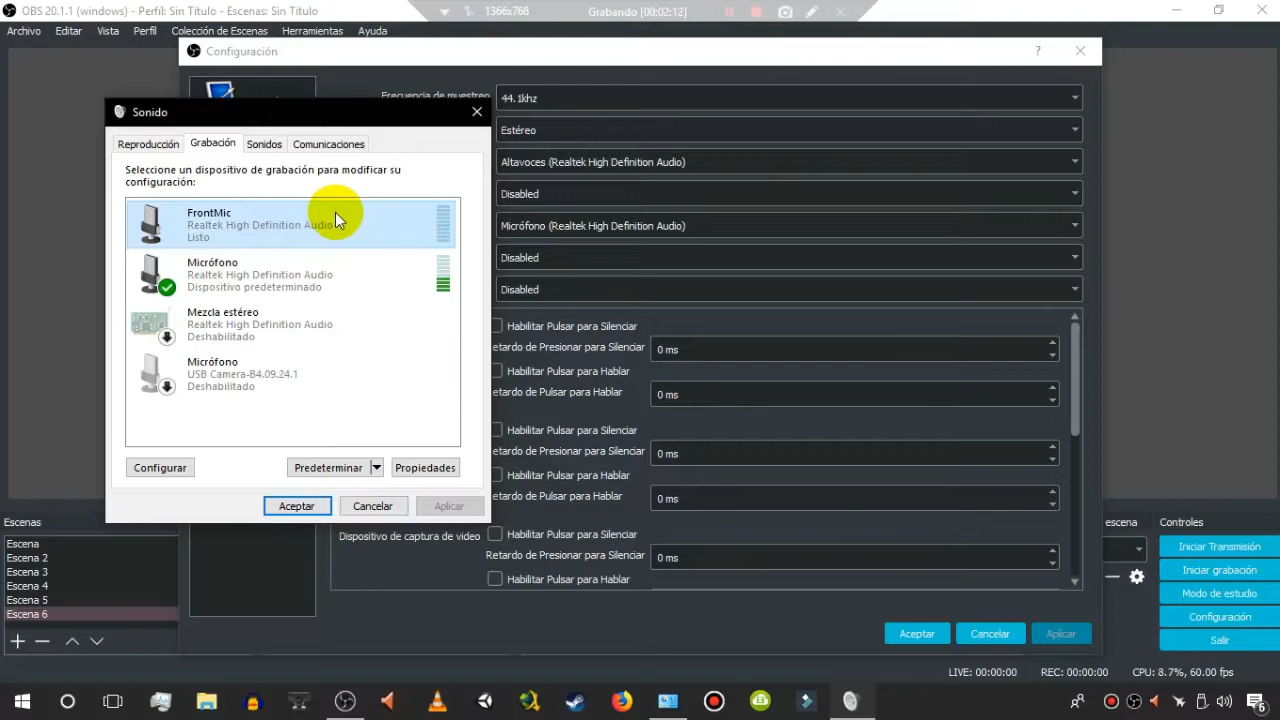 OBS 20.1.1 (windows) - Perfil: Sin Título - Escenas: Sin Título
1366x768
Grabando [00:02:12]
Archivo Editar Vista Perfil Colección de Escenas Herramientas Ayuda
Configuración
?
Frecuencia de muestreo
44.1khz
Estéreo
Altavoces (Realtek High Definition Audio)
Disabled
Micrófono (Realtek High Definition Audio)
Disabled
Disabled
Sonido
Reproducción Grabación Sonidos Comunicaciones
Seleccione un dispositivo de grabación para modificar su
configuración:
FrontMic
Realtek High Definition Audio
Listo
Micrófono
Realtek High Definition Audio
Dispositivo predeterminado
Mezcla estéreo
Realtek High Definition Audio
Deshabilitado
Micrófono
USB Camera-B4.09.24.1
Deshabilitado
Configurar Predeterminar Propiedades
Aceptar Cancelar Aplicar
Habilitar Pulsar para Silenciar
etardo de Presionar para Silenciar 0 ms
Habilitar Pulsar para Hablar
etardo de Pulsar para Hablar 0 ms
Habilitar Pulsar para Silenciar
etardo de Presionar para Silenciar 0 ms
Habilitar Pulsar para Hablar
etardo de Pulsar para Hablar 0 ms
Dispositivo de captura de video Habilitar Pulsar para Silenciar
Retardo de Presionar para Silenciar 0 ms
Habilitar Pulsar para Hablar
Aceptar Cancelar Aplicar
Escenas
Escena
Escena 2
Escena 3
Escena 4
Escena 5
Escena 6
escena
Controles
Iniciar Transmisión
Iniciar grabación
Modo de estudio
Configuración
Salir
LIVE: 00:00:00 REC: 00:00:00 CPU: 8.7%, 60.00 fps
6